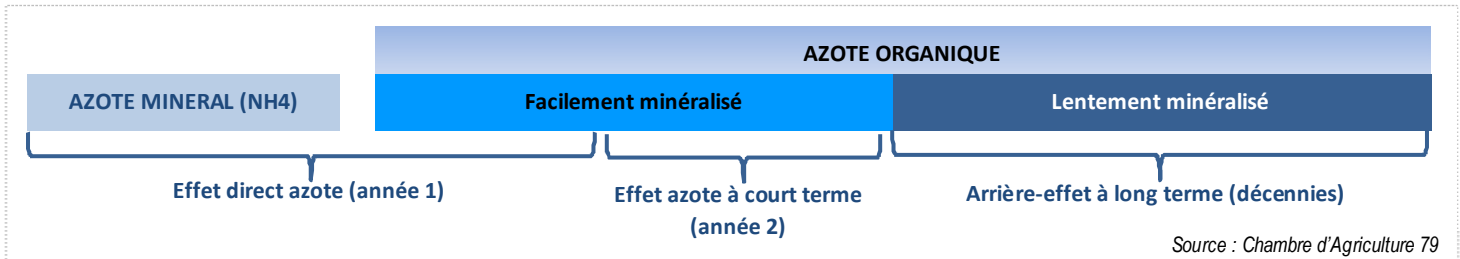 AZOTE ORGANIQUE
AZOTE MINERAL (NH4)
Facilement minéralisé
Lentement minéralisé
Effet direct azote (année 1)
Effet azote à court terme
(année 2)
Arrière-effet à long terme (décennies)
Source : Chambre d'Agriculture 79